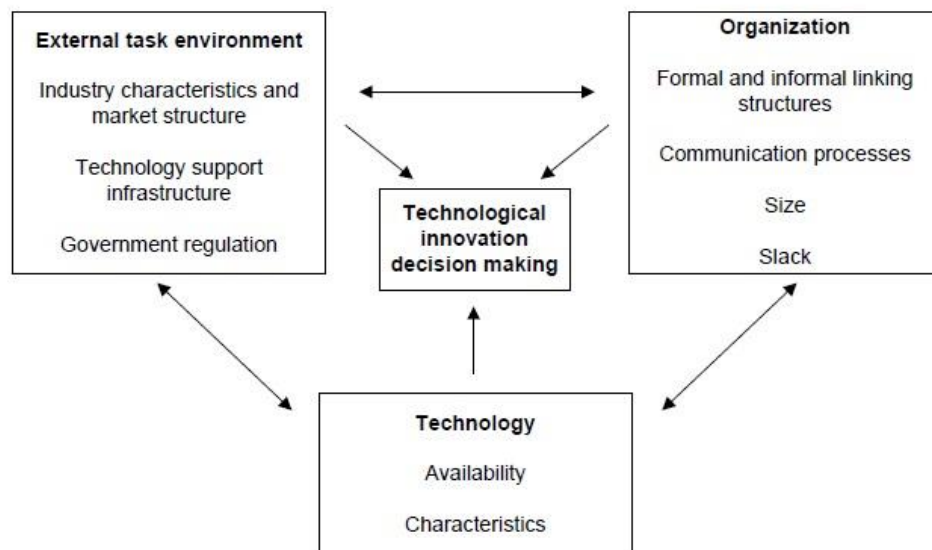 External task environment
Industry characteristics and
market structure
Technology support
infrastructure
Government regulation
Organization
Formal and informal linking
structures
Communication processes
Size
Slack
Technological
innovation
decision making
Technology
Availability
Characteristics